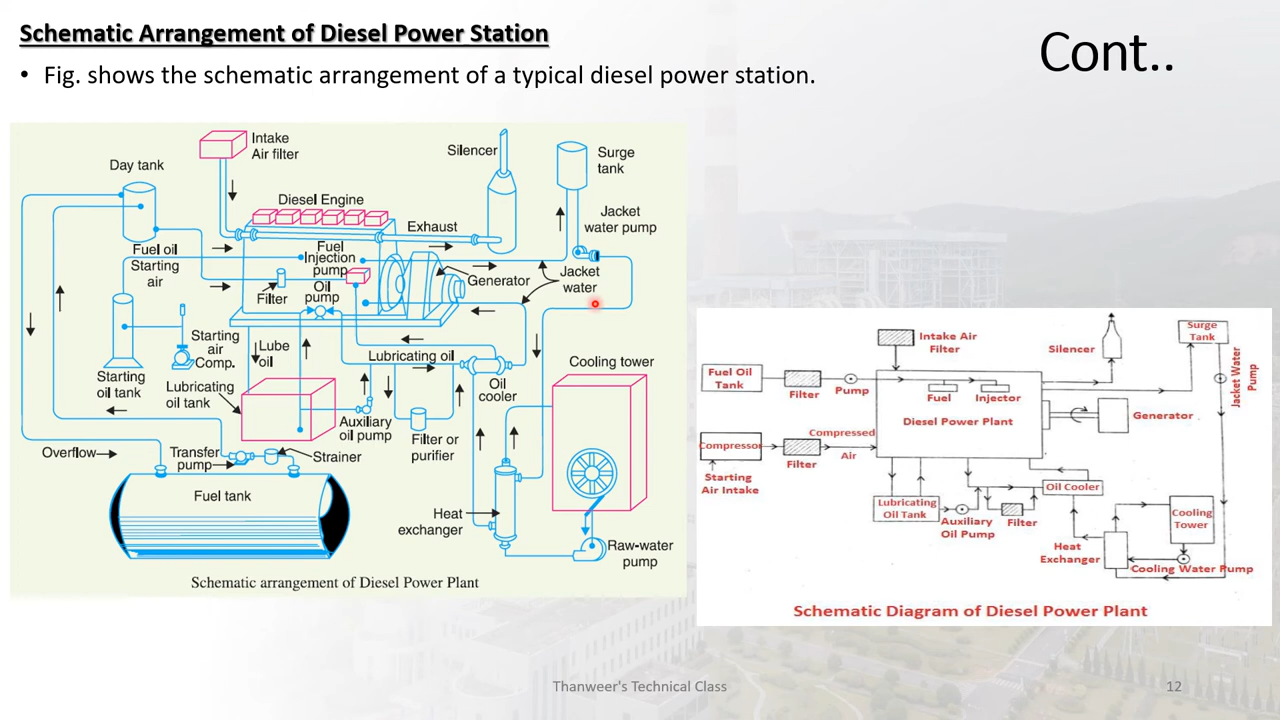 Schematic Arrangement of Diesel Power Station
Cont..
• Fig. shows the schematic arrangement of a typical diesel power station.
Intake
Air filter
Day tank
Silencer
Surge
tank
Diesel Engine
Jacket
water pump
Exhaust
Fuel oil
Starting
air
Fuel
Injection
pump
Filter
Oil
pump
Generator
Jacket
water
Starting
air
Comp.
Lube
oil
Lubricating oil
Cooling tower
Starting
oil tank
Lubricating
oil tank
Oil
cooler
Auxiliary
oil pump
Filter or
purifier
Overflow
Transfer
pump
Strainer
Fuel tank
Heat
exchanger
Raw-water
pump
Schematic arrangement of Diesel Power Plant
Intake Air
Filter
Silencer
Surge
Tank
Jacket Water
Pump
Fuel Oil
Tank
Filter
Pump
Fuel
Injector
Diesel Power Plant
Generator
Compressor
Compressed
Air
Filter
Starting
Air Intake
Oil Cooler
Lubricating
Oil Tank
Auxiliary
Oil Pump
Filter
Cooling
Tower
Heat
Exchanger
Cooling Water Pump
Schematic Diagram of Diesel Power Plant
Thanweer's Technical Class
12